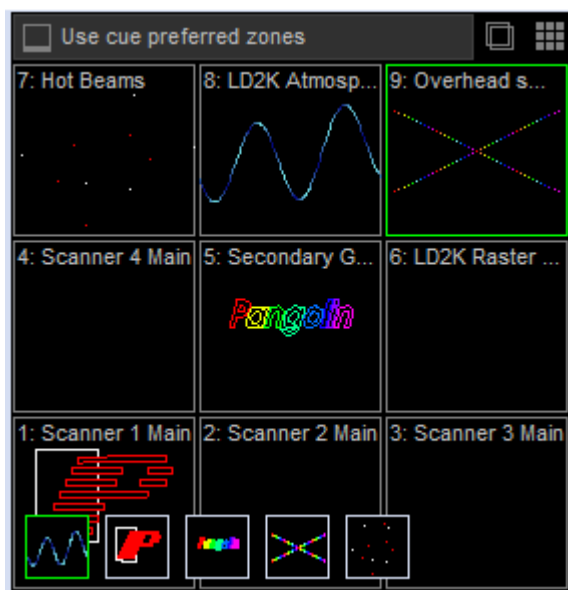 Use cue preferred zones
7: Hot Beams
8: LD2K Atmosp...
9: Overhead s...
4: Scanner 4 Main
5: Secondary G...
6: LD2K Raster ...
Pangolin
1: Scanner 1 Main
2: Scanner 2 Main
3: Scanner 3 Main
P